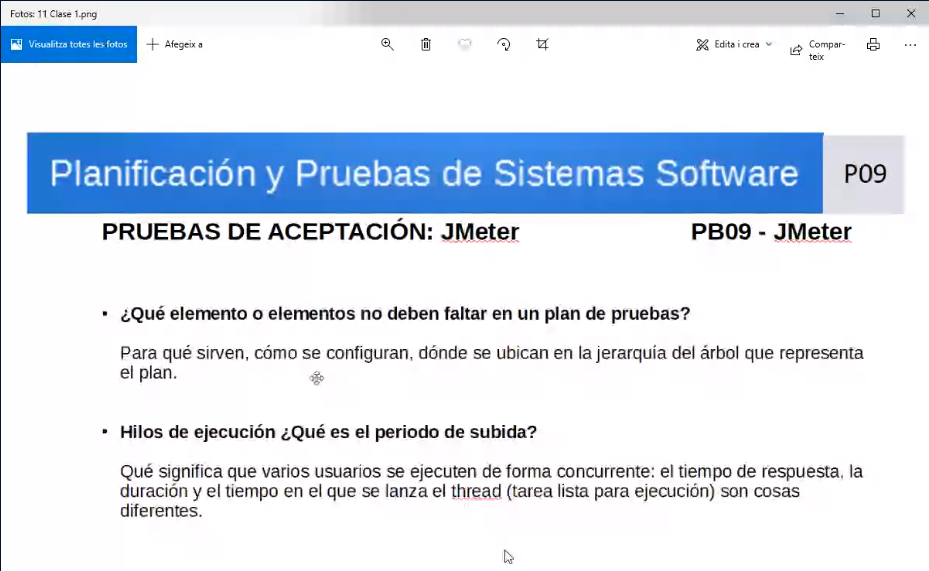 Fotos: 11 Clase 1.png
Visualitza totes les fotos
Afegeix a
Edita i crea
Compar-
teix
Planificación y Pruebas de Sistemas Software
P09
PRUEBAS DE ACEPTACIÓN: JMeter
PB09 - JMeter
• ¿Qué elemento o elementos no deben faltar en un plan de pruebas?
Para qué sirven, cómo se configuran, dónde se ubican en la jerarquía del árbol que representa
el plan.
• Hilos de ejecución ¿Qué es el periodo de subida?
Qué significa que varios usuarios se ejecuten de forma concurrente: el tiempo de respuesta, la
duración y el tiempo en el que se lanza el thread (tarea lista para ejecución) son cosas
diferentes.